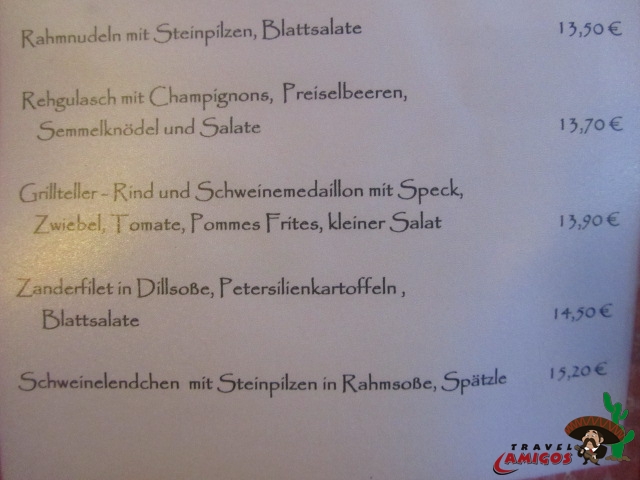 Rahmnudeln mit Steinpilzen, Blattsalate 13,50 €
Rehgulasch mit Champignons, Preiselbeeren,
Semmelknödel und Salate 13,70 €
Grillteller - Rind und Schweinemedaillon mit Speck,
Zwiebel, Tomate, Pommes Frites, kleiner Salat 13,90 €
Zanderfilet in Dillsoße, Petersilienkartoffeln ,
Blattsalate 14,50 €
Schweinelendchen mit Steinpilzen in Rahmsoße, Spätzle 15,20 €
TRAVEL
AMIGOS